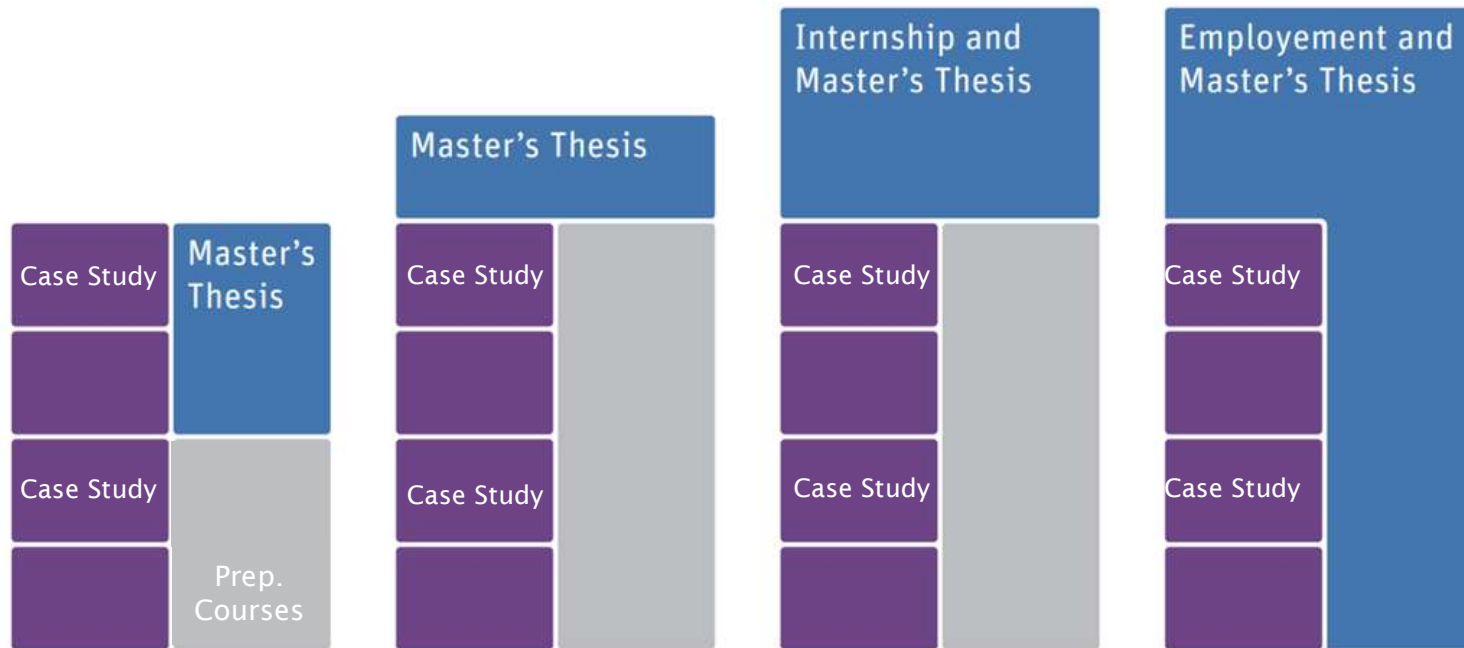 Case Study
Case Study
Master's
Thesis
Prep.
Courses
Master's Thesis
Case Study
Case Study
Internship and
Master's Thesis
Case Study
Case Study
Employement and
Master's Thesis
Case Study
Case Study